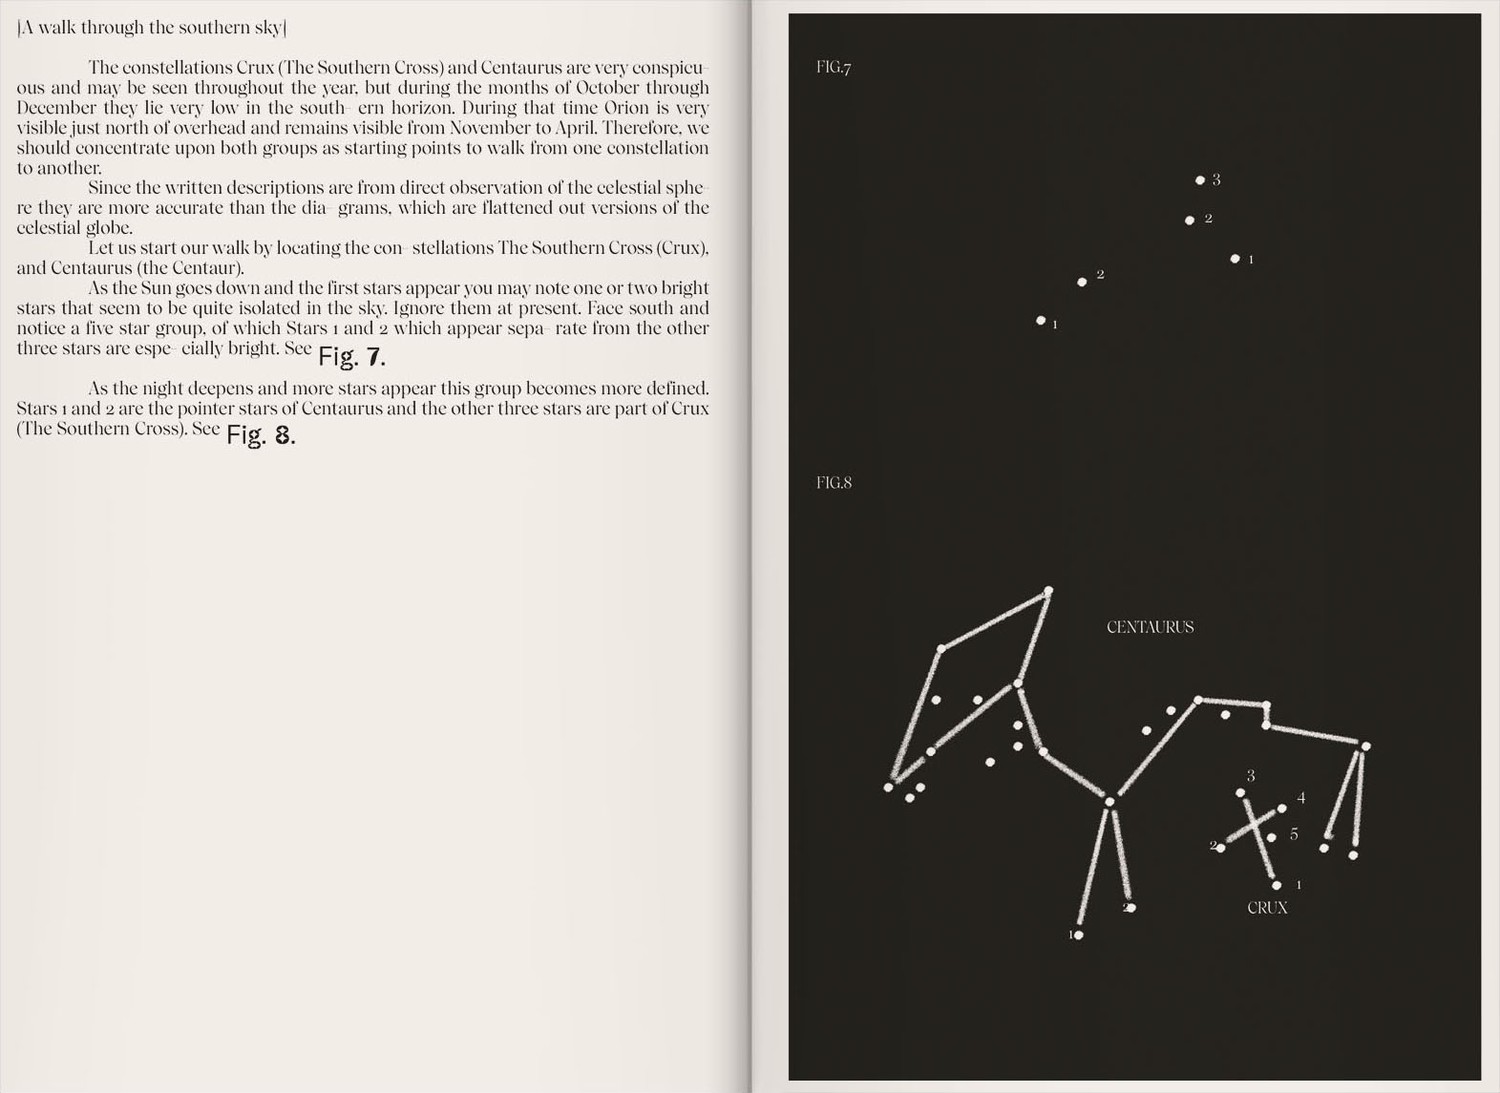 |A walk through the southern sky|
The constellations Crux (The Southern Cross) and Centaurus are very conspicu-
ous and may be seen throughout the year, but during the months of October through
December they lie very low in the south- ern horizon. During that time Orion is very
visible just north of overhead and remains visible from November to April. Therefore, we
should concentrate upon both groups as starting points to walk from one constellation
to another.
Since the written descriptions are from direct observation of the celestial sphe-
re they are more accurate than the dia- grams, which are flattened out versions of the
celestial globe.
Let us start our walk by locating the con- stellations The Southern Cross (Crux),
and Centaurus (the Centaur).
As the Sun goes down and the first stars appear you may note one or two bright
stars that seem to be quite isolated in the sky. Ignore them at present. Face south and
notice a five star group, of which Stars 1 and 2 which appear sepa- rate from the other
three stars are espe- cially bright. See Fig. 7.
As the night deepens and more stars appear this group becomes more defined.
Stars 1 and 2 are the pointer stars of Centaurus and the other three stars are part of Crux
(The Southern Cross). See Fig. 8.
FIG.7
3
2
1
2
1
FIG.8
CENTAURUS
3
4
5
2
1
CRUX
2
1